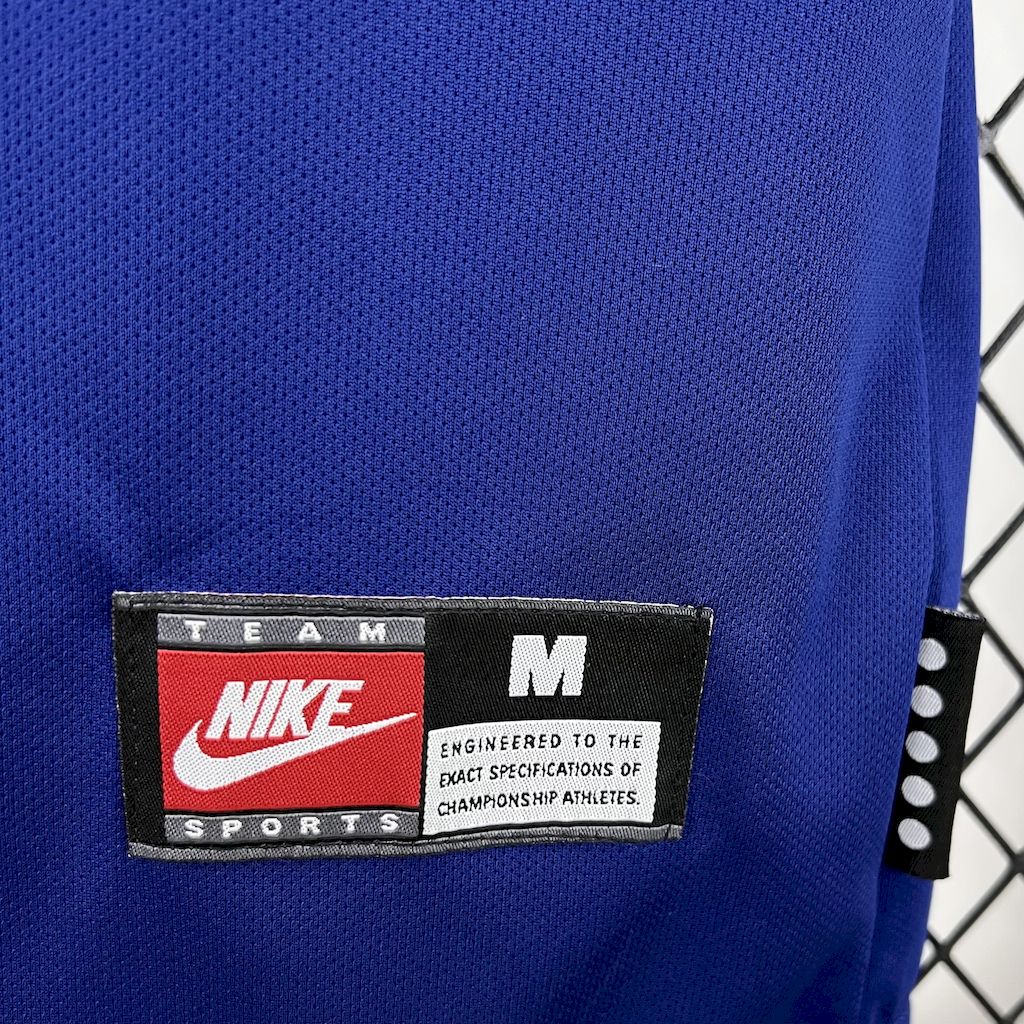 TEAM
NIKE
SPORTS
M
ENGINEERED TO THE
EXACT SPECIFICATIONS OF
CHAMPIONSHIP ATHLETES.